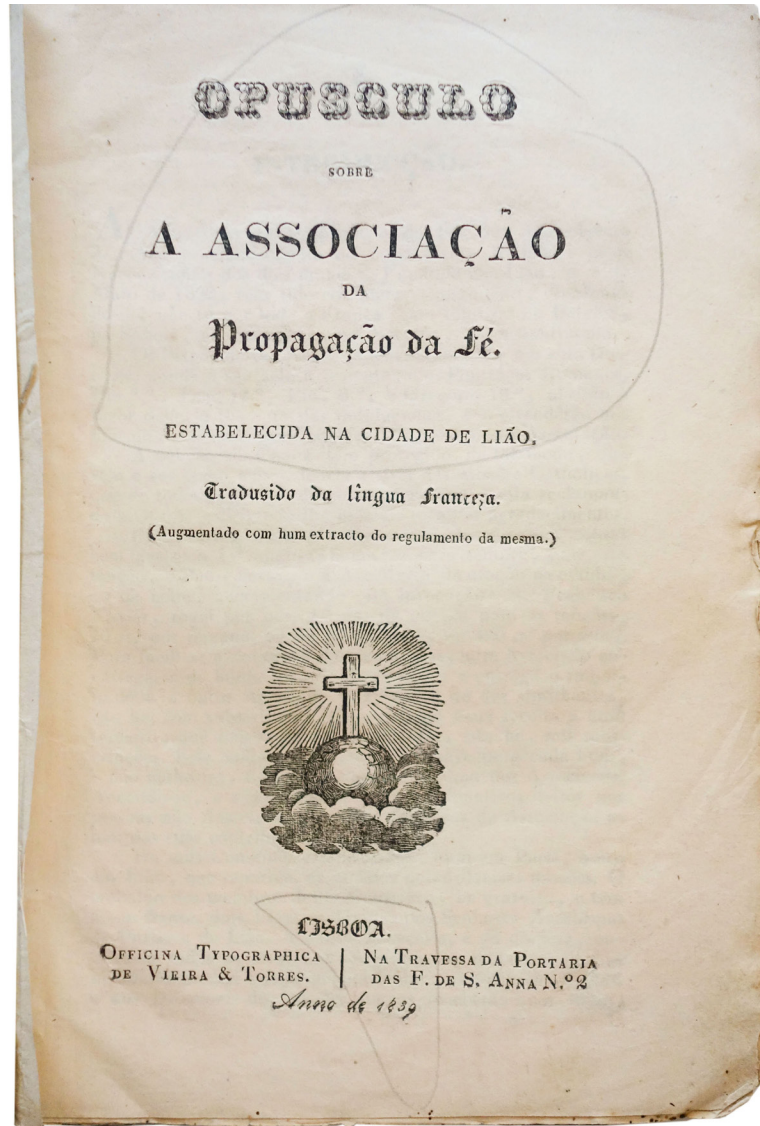 OPUSCULO
SOBRE
A ASSOCIAÇÃO
DA
Propagação da Fé.
ESTABELECIDA NA CIDADE DE LIÃO,
Tradusido da lingua franceza.
(Augmentado com hum extracto do regulamento da mesma.)
LISBOA.
OFFICINA TYPOGRAPHICA
DE VIEIRA & TORRES.
NA TRAVESSA DA PORTARIA
DAS F. DE S. ANNA N.º 2
Anno de 1839